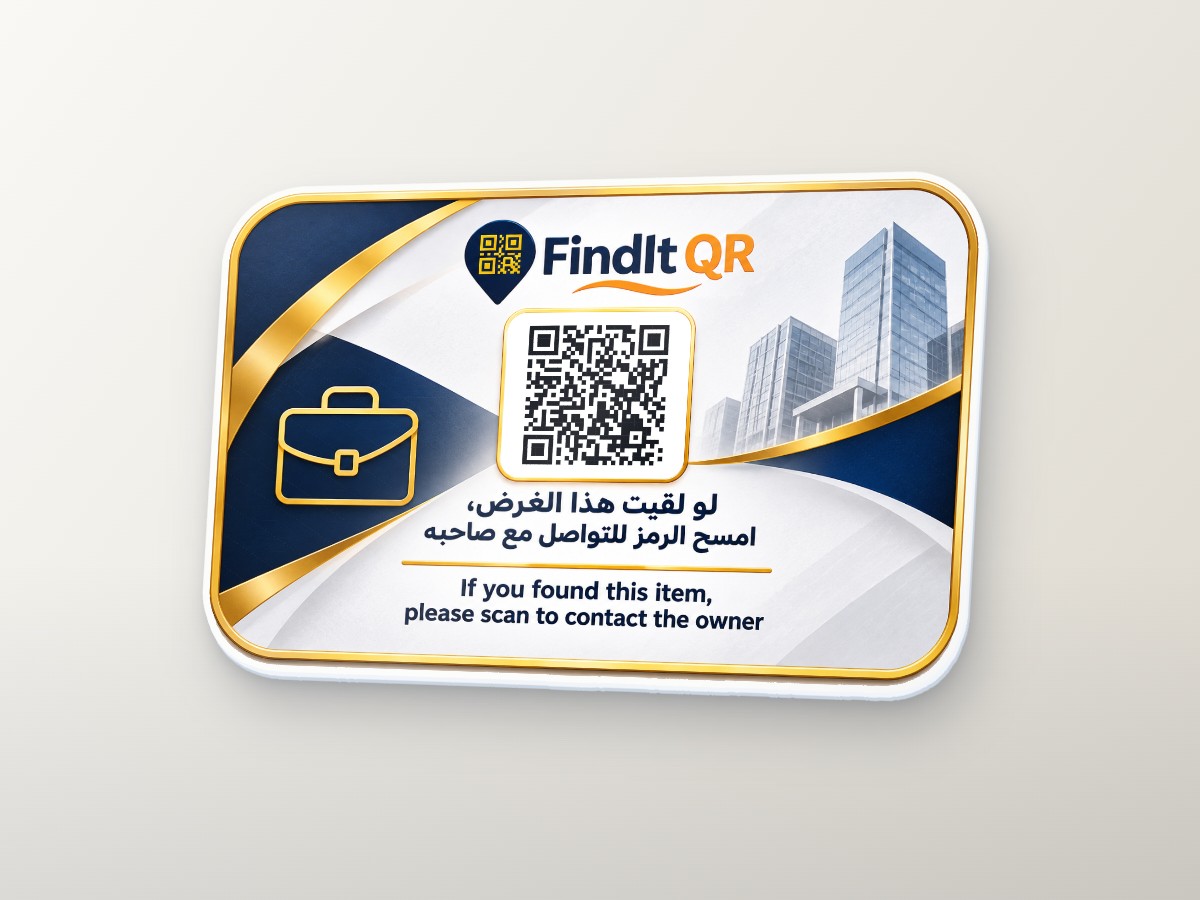 FindIt QR
لو لقيت هذا الغرض،
امسح الرمز للتواصل مع صاحبه
If you found this item,
please scan to contact the owner